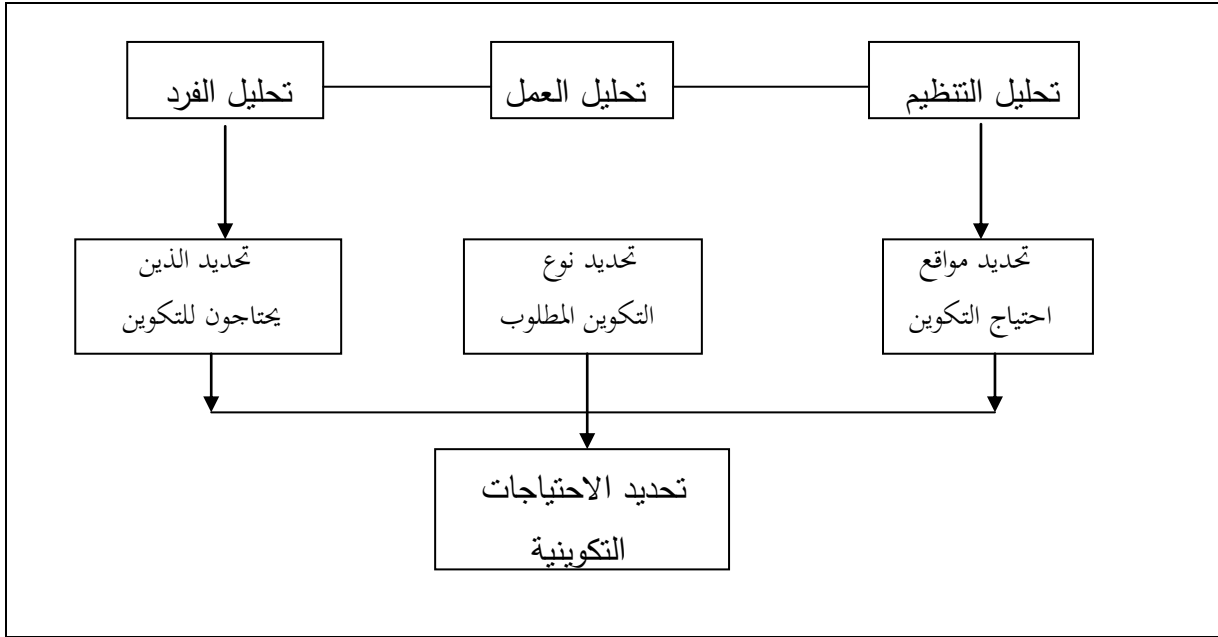 تحليل التنظيم
تحليل العمل
تحليل الفرد
تحديد مواقع
احتياج التكوين
تحديد نوع
التكوين المطلوب
تحديد الذين
يحتاجون للتكوين
تحديد الاحتياجات
التكوينية